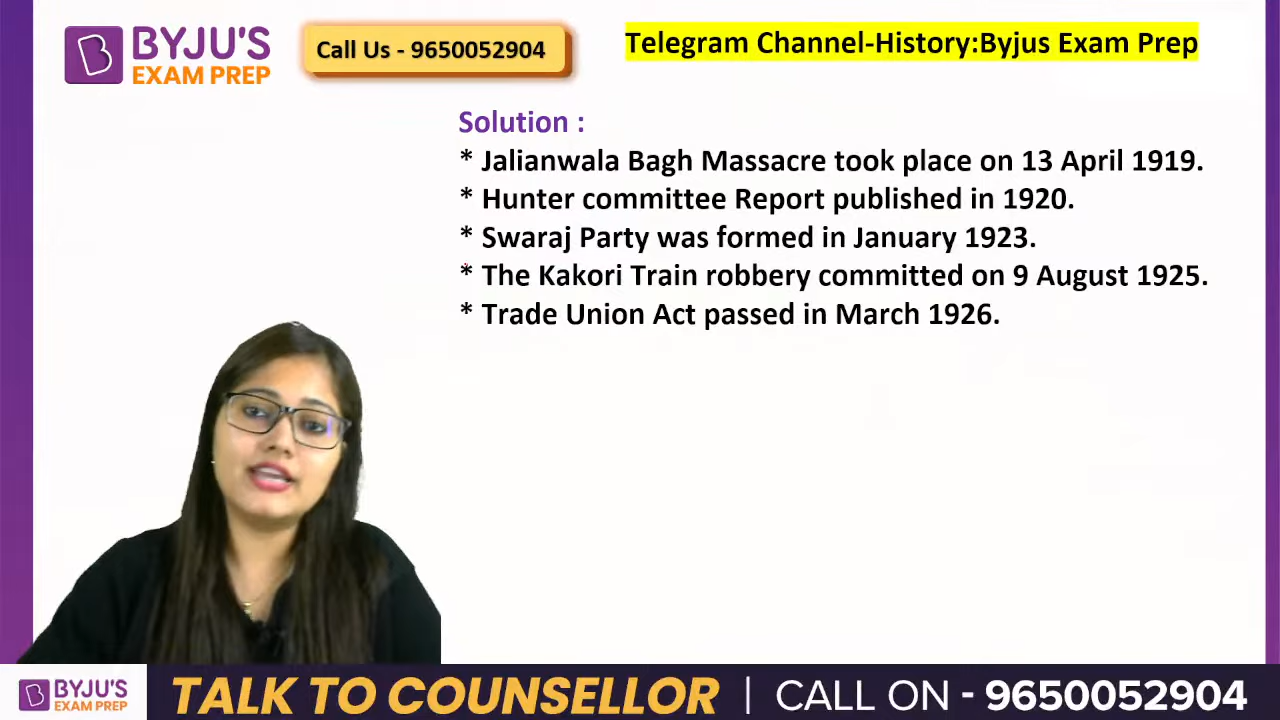 BYJU'S
EXAM PREP
Call Us - 9650052904
Telegram Channel-History:Byjus Exam Prep
Solution :
* Jalianwala Bagh Massacre took place on 13 April 1919.
* Hunter committee Report published in 1920.
* Swaraj Party was formed in January 1923.
* The Kakori Train robbery committed on 9 August 1925.
* Trade Union Act passed in March 1926.
BYJU'S
EXAM PREP
TALK TO COUNSELLOR | CALL ON - 9650052904